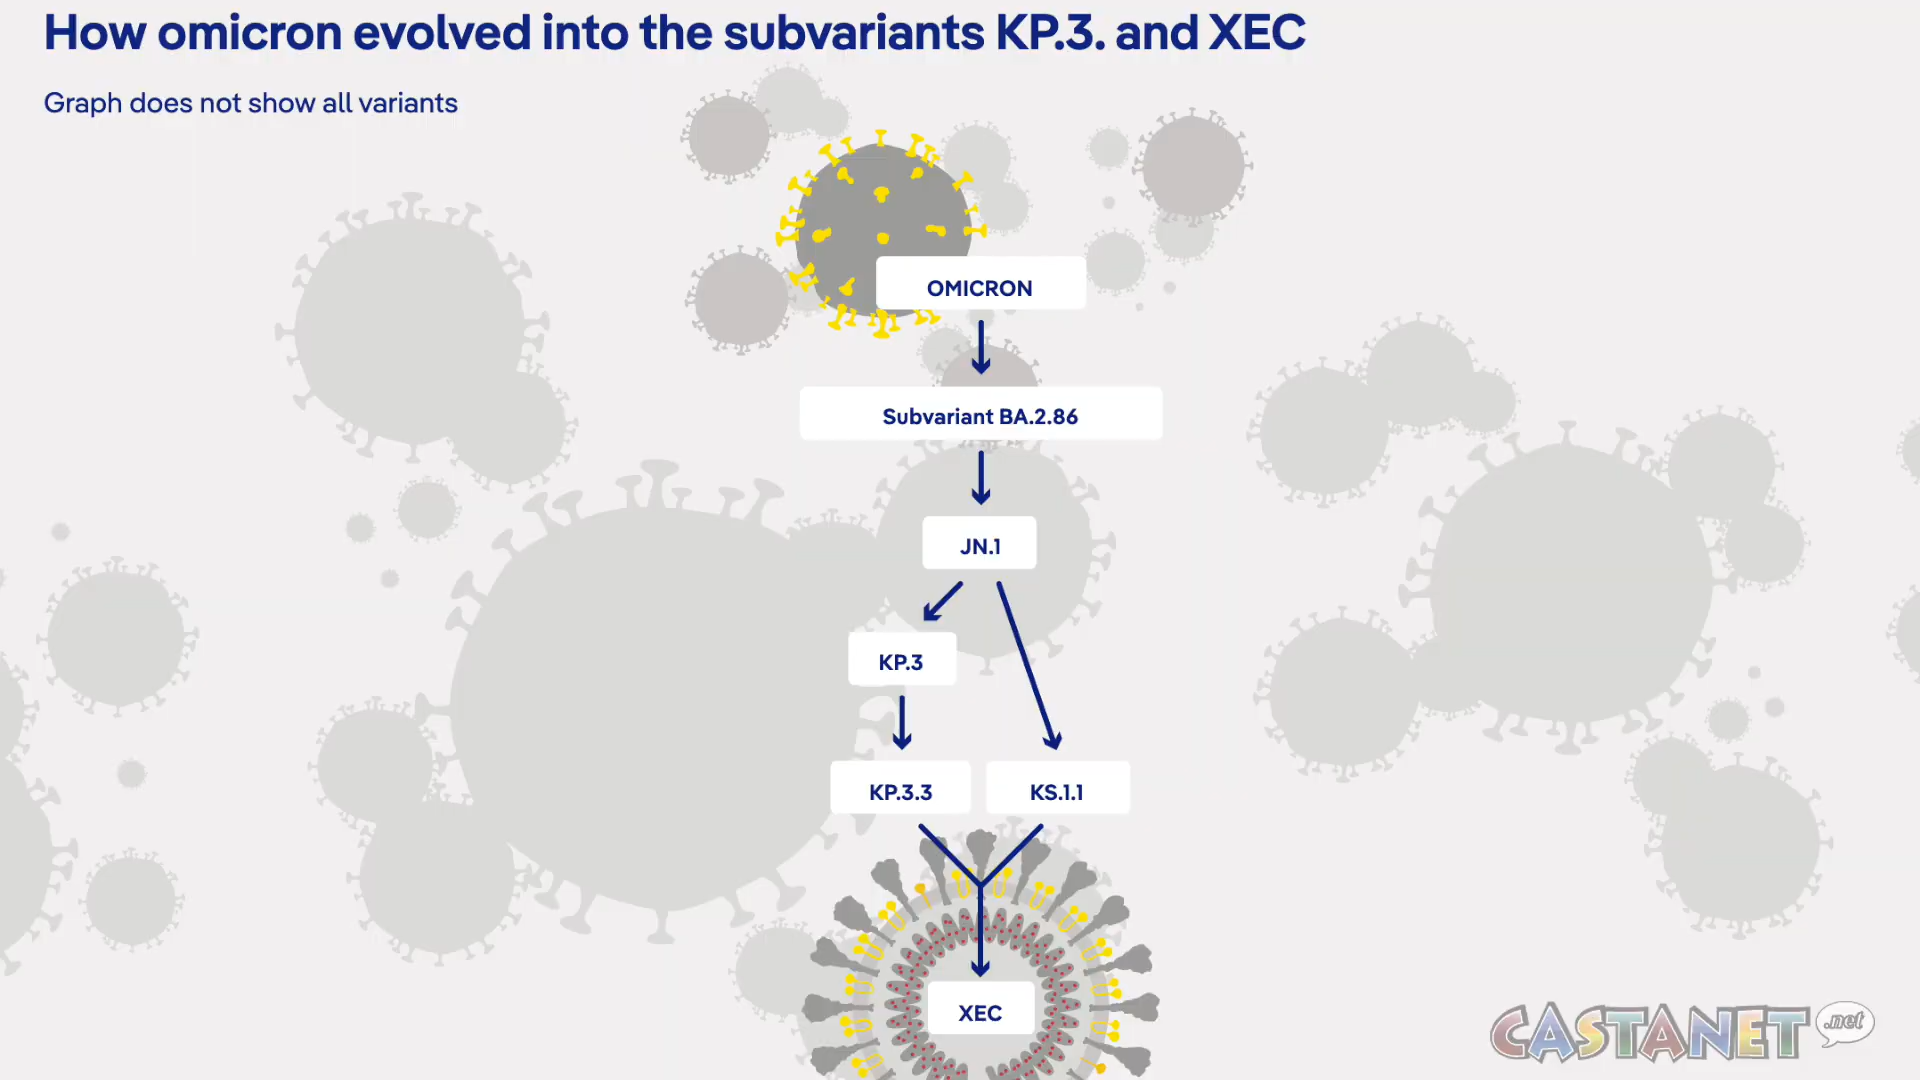 How omicron evolved into the subvariants KP.3. and XEC
Graph does not show all variants
OMICRON
Subvariant BA.2.86
JN.1
KP.3
KP.3.3
KS.1.1
XEC
CASTANET .net